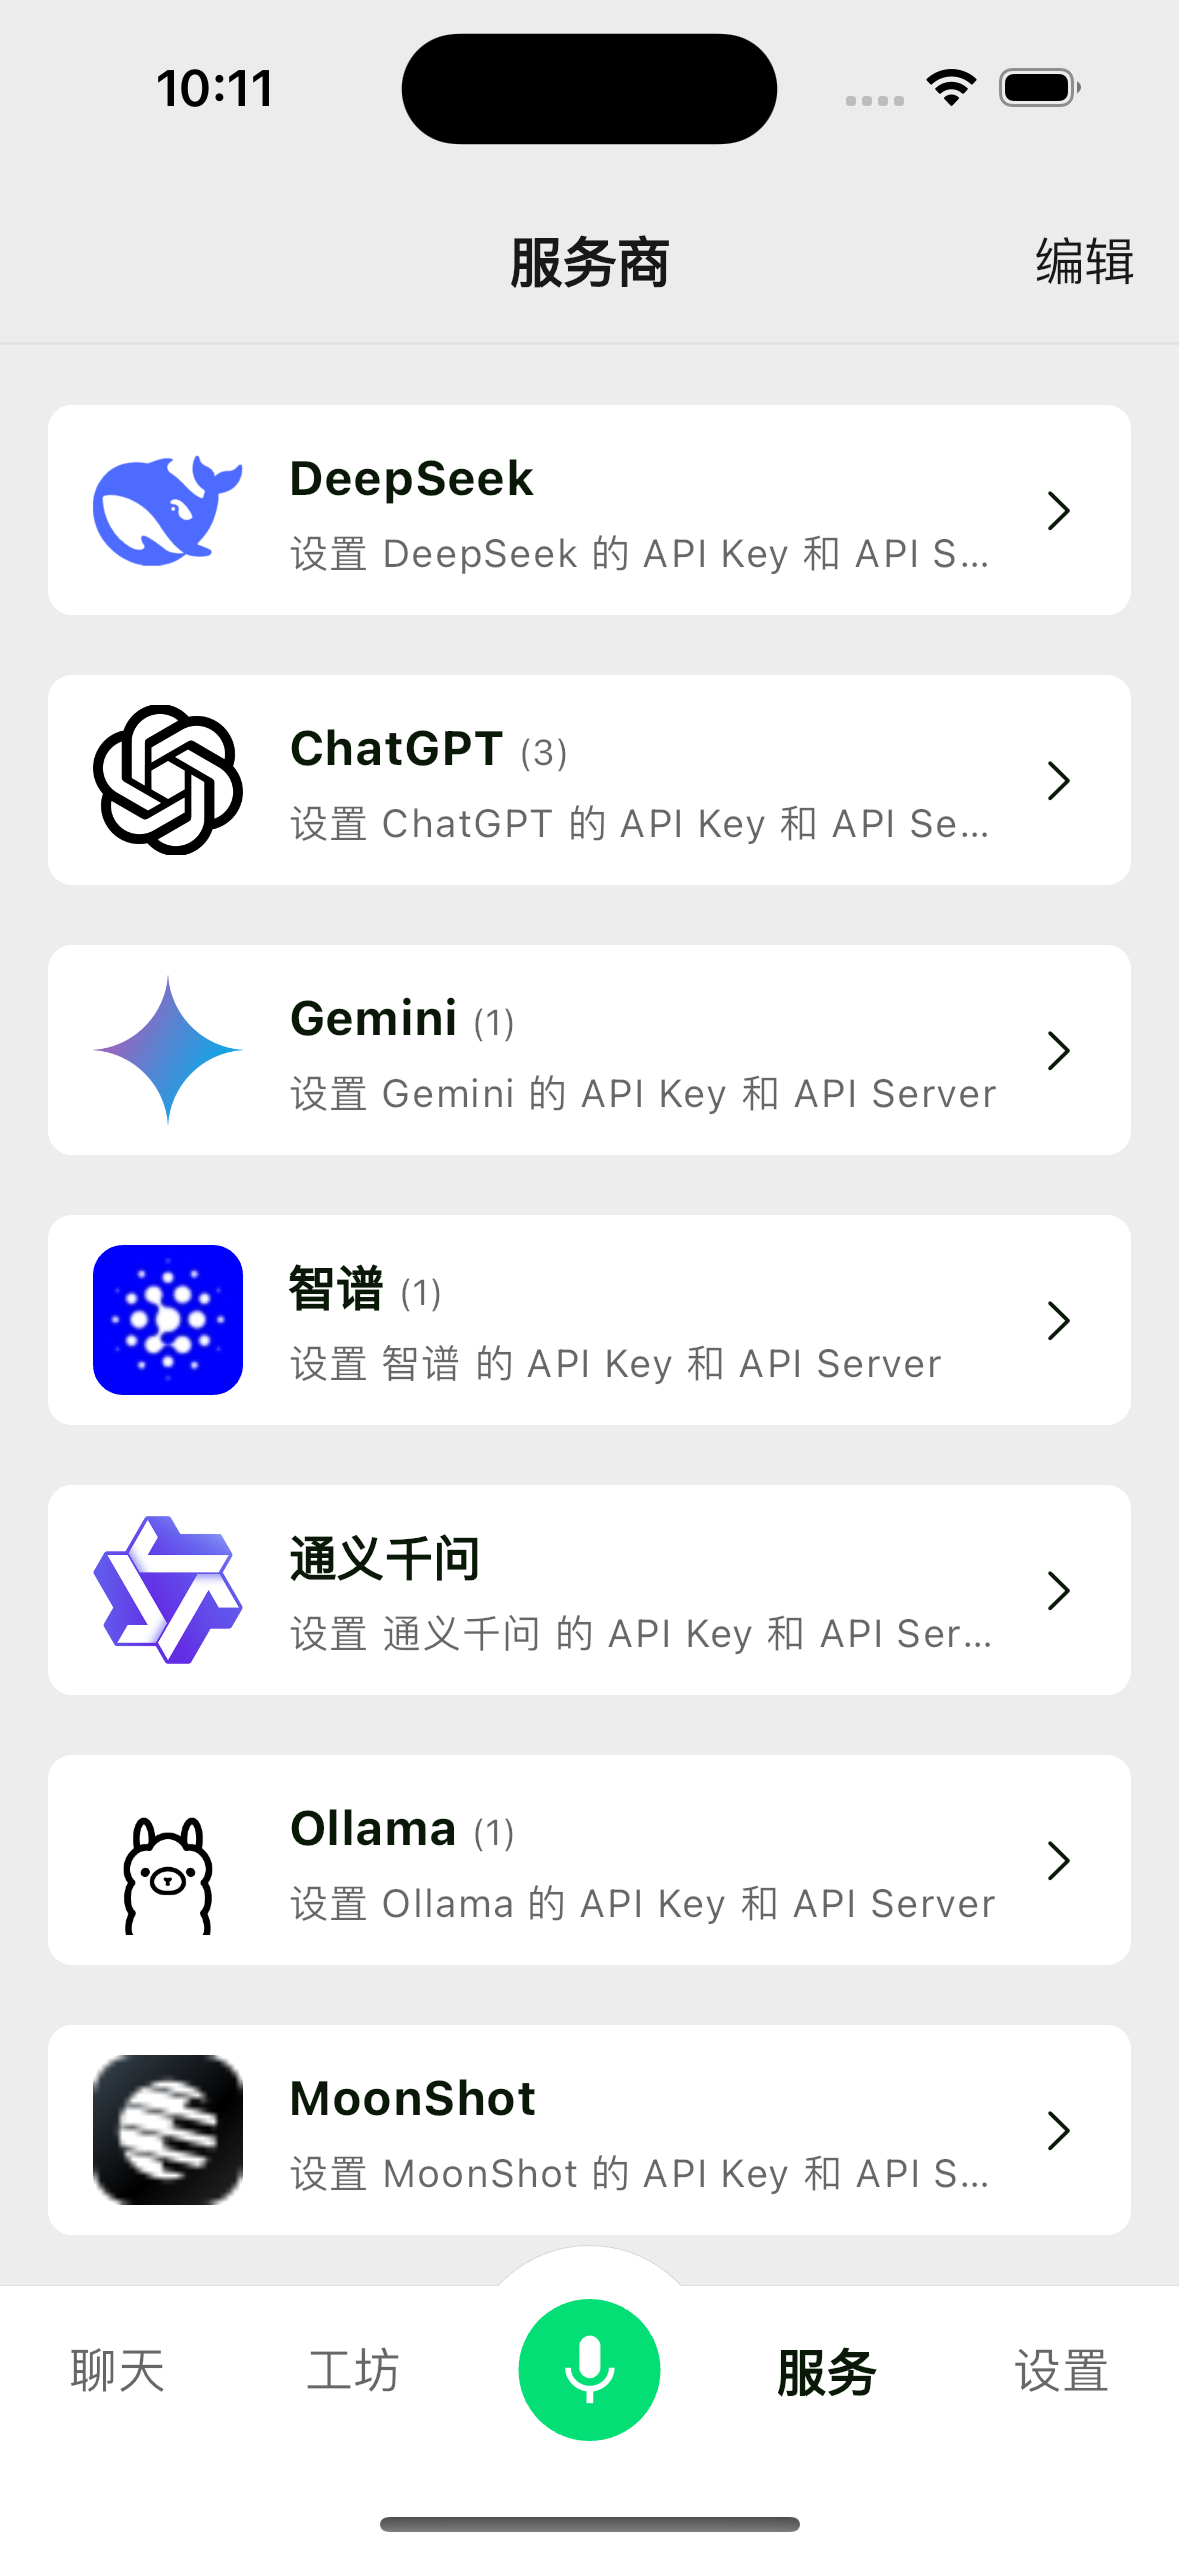 10:11
服务商
编辑
DeepSeek
设置 DeepSeek 的 API Key 和 API S...
ChatGPT (3)
设置 ChatGPT 的 API Key 和 API Se...
Gemini (1)
设置 Gemini 的 API Key 和 API Server
智谱 (1)
设置 智谱 的 API Key 和 API Server
通义千问
设置 通义千问 的 API Key 和 API Ser...
Ollama (1)
设置 Ollama 的 API Key 和 API Server
MoonShot
设置 MoonShot 的 API Key 和 API S...
聊天
工坊
服务
设置